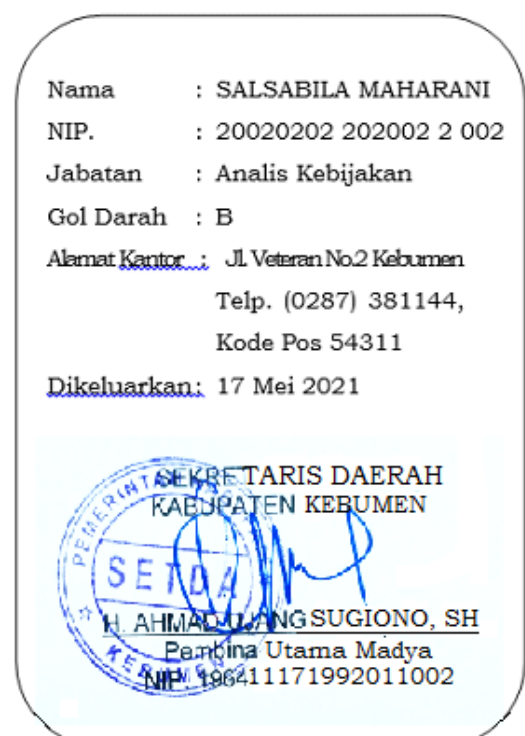 Nama : SALSABILA MAHARANI
NIP. : 20020202 202002 2 002
Jabatan : Analis Kebijakan
Gol Darah : B
Alamat Kantor : Jl. Veteran No.2 Kebumen
Telp. (0287) 381144,
Kode Pos 54311
Dikeluarkan: 17 Mei 2021
SEKRETARIS DAERAH
KABUPATEN KEBUMEN
PEMERINTAH
SETDA
KEBUMEN
H. AHMAD UJANG SUGIONO, SH
Pembina Utama Madya
NIP. 196411171992011002